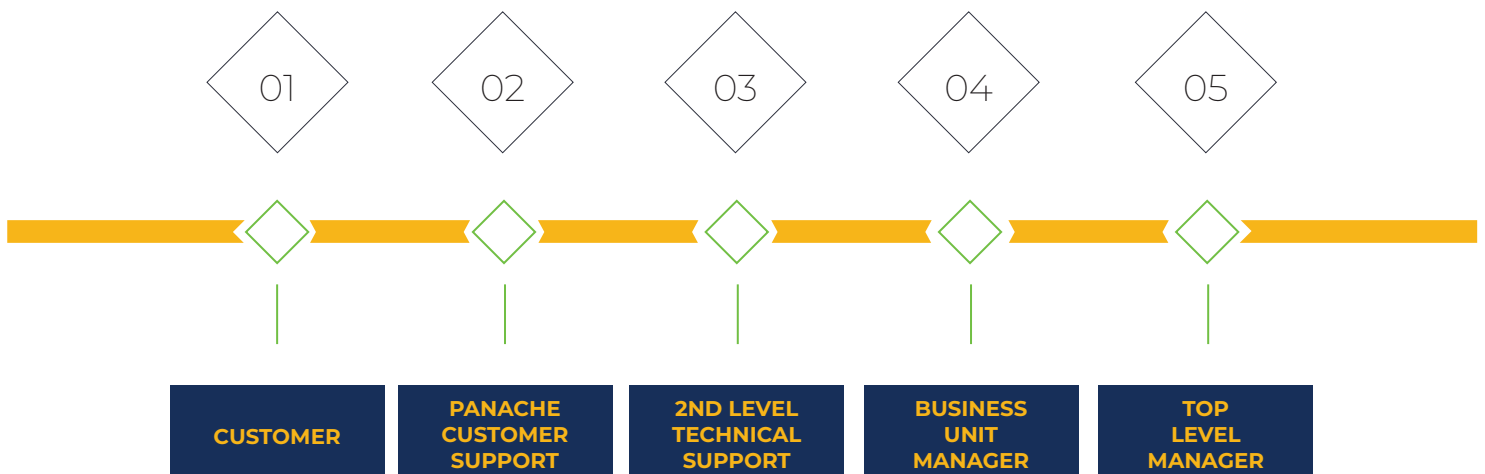 01
02
03
04
05
CUSTOMER
PANACHE
CUSTOMER
SUPPORT
2ND LEVEL
TECHNICAL
SUPPORT
BUSINESS
UNIT
MANAGER
TOP
LEVEL
MANAGER